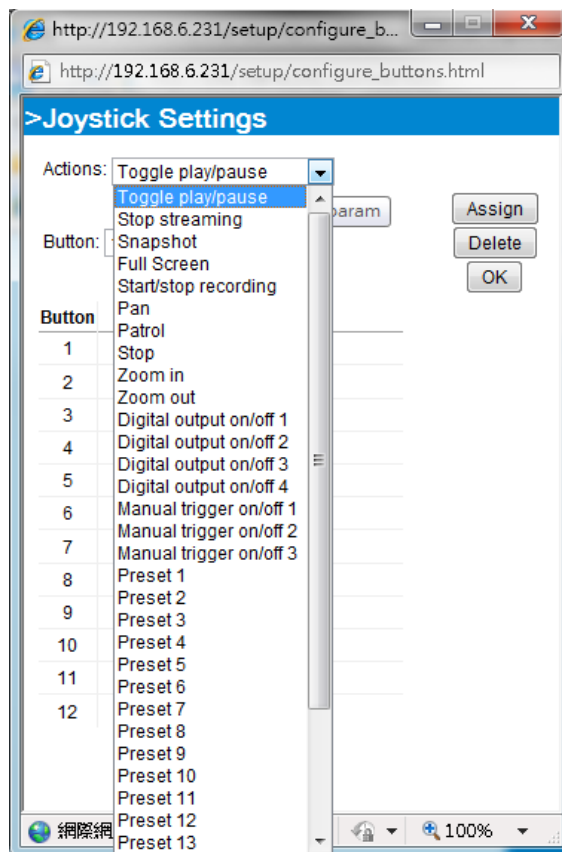 http://192.168.6.231/setup/configure_b...
http://192.168.6.231/setup/configure_buttons.html
>Joystick Settings
Actions: Toggle play/pause
Toggle play/pause
Stop streaming
Snapshot
Full Screen
Start/stop recording
Pan
Patrol
Stop
Zoom in
Zoom out
Digital output on/off 1
Digital output on/off 2
Digital output on/off 3
Digital output on/off 4
Manual trigger on/off 1
Manual trigger on/off 2
Manual trigger on/off 3
Preset 1
Preset 2
Preset 3
Preset 4
Preset 5
Preset 6
Preset 7
Preset 8
Preset 9
Preset 10
Preset 11
Preset 12
Preset 13
param
Button:
Assign
Delete
OK
Button
1
2
3
4
5
6
7
8
9
10
11
12
網際網
100%